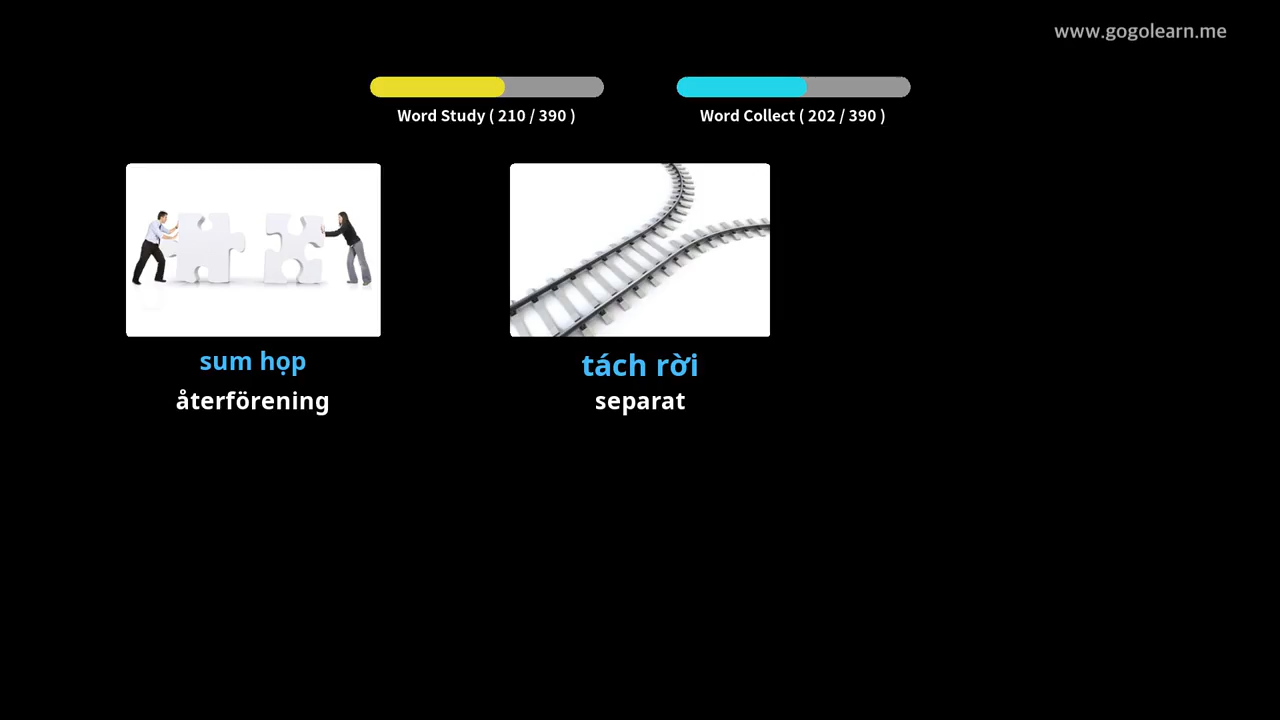 www.gogolearn.me
Word Study ( 210 / 390 )
Word Collect ( 202 / 390 )
sum họp
återförening
tách rời
separat